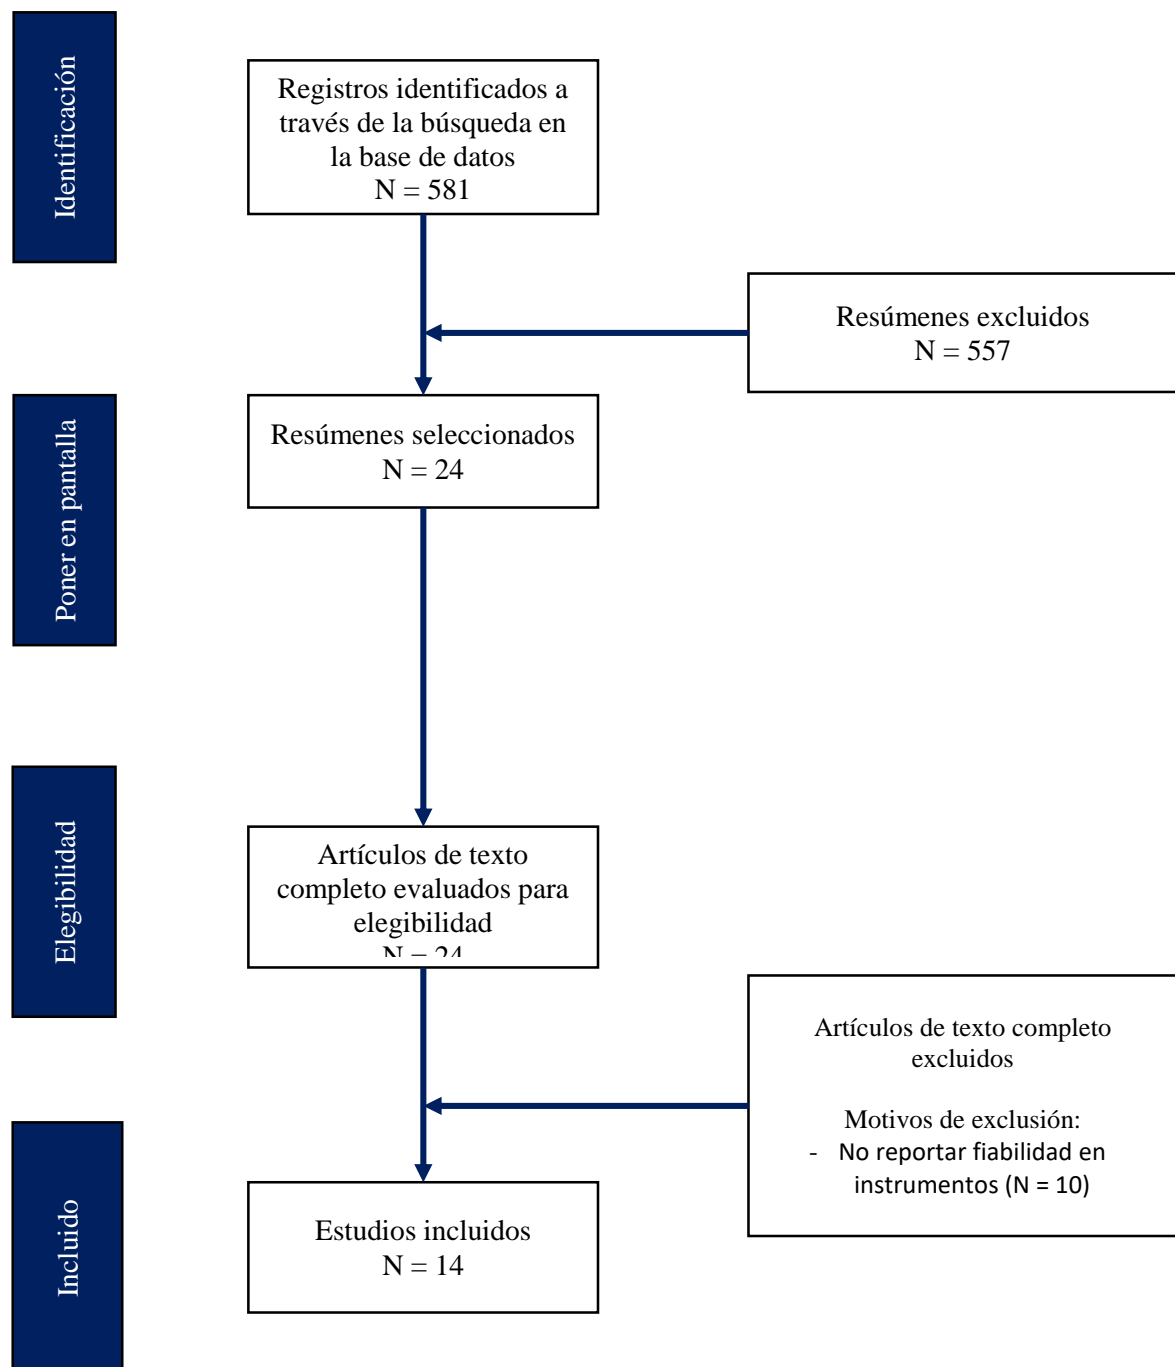 Identificación
Registros identificados a
través de la búsqueda en
la base de datos
N = 581
Resúmenes excluidos
N = 557
Poner en pantalla
Resúmenes seleccionados
N = 24
Elegibilidad
Artículos de texto
completo evaluados para
elegibilidad
N = 24
Artículos de texto completo
excluidos
Motivos de exclusión:
- No reportar fiabilidad en
instrumentos (N = 10)
Incluido
Estudios incluidos
N = 14